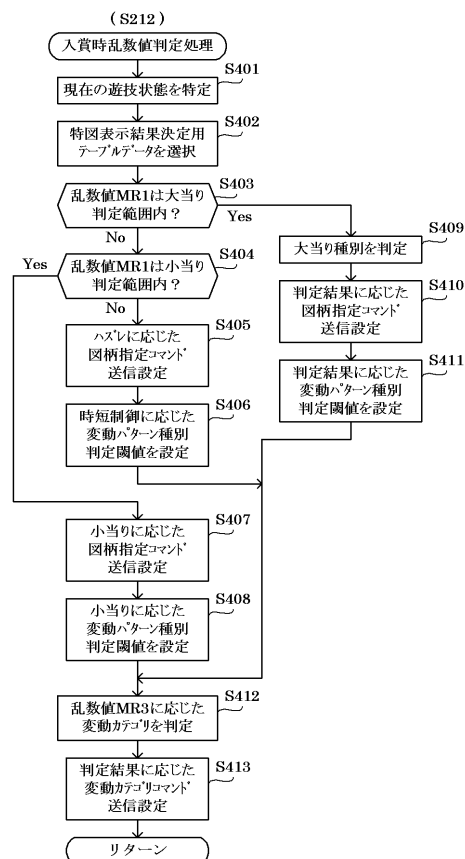 (S212)
入賞時乱数値判定処理
S401
現在の遊技状態を特定
S402
特図表示結果決定用
テーブルデータを選択
S403
乱数値MR1は大当り
判定範囲内？
Yes
No
S404
乱数値MR1は小当り
判定範囲内？
Yes
No
S405
ハズレに応じた
図柄指定コマンド
送信設定
S406
時短制御に応じた
変動パターン種別
判定閾値を設定
S409
大当り種別を判定
S410
判定結果に応じた
図柄指定コマンド
送信設定
S411
判定結果に応じた
変動パターン種別
判定閾値を設定
S407
小当りに応じた
図柄指定コマンド
送信設定
S408
小当りに応じた
変動パターン種別
判定閾値を設定
S412
乱数値MR3に応じた
変動カテゴリを判定
S413
判定結果に応じた
変動カテゴリコマンド
送信設定
リターン